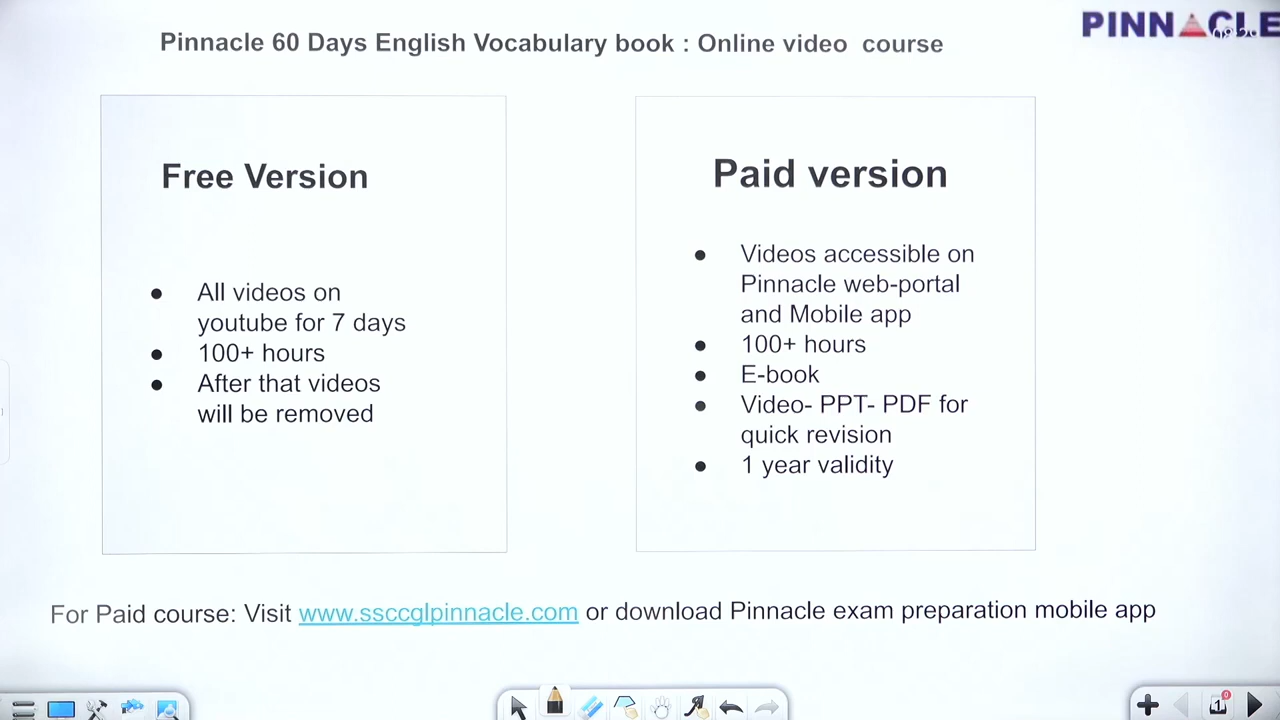 Pinnacle 60 Days English Vocabulary book : Online video course
PINNACLE
Free Version
● All videos on
youtube for 7 days
● 100+ hours
● After that videos
will be removed
Paid version
● Videos accessible on
Pinnacle web-portal
and Mobile app
● 100+ hours
● E-book
● Video- PPT- PDF for
quick revision
● 1 year validity
For Paid course: Visit www.ssccglpinnacle.com or download Pinnacle exam preparation mobile app
1
0